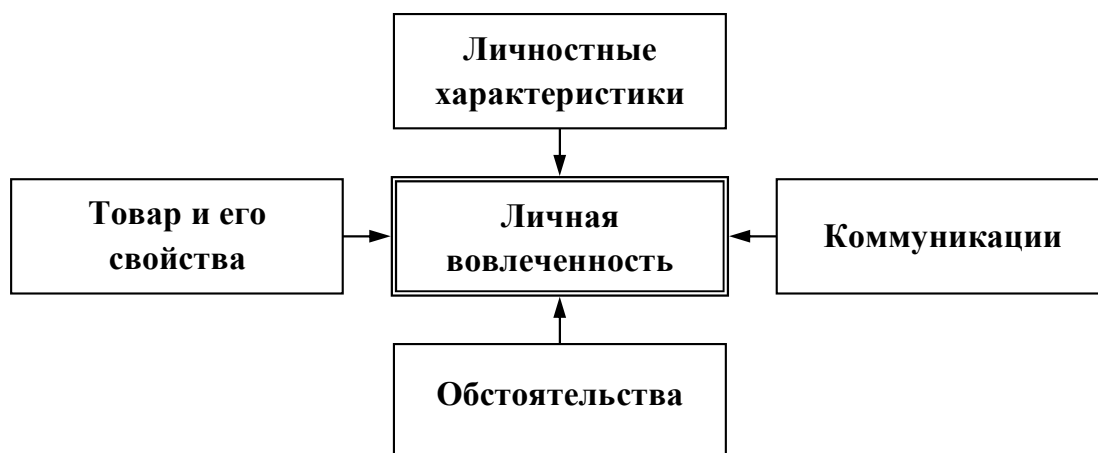 Личностные
характеристики
Товар и его
свойства
Личная
вовлеченность
Коммуникации
Обстоятельства